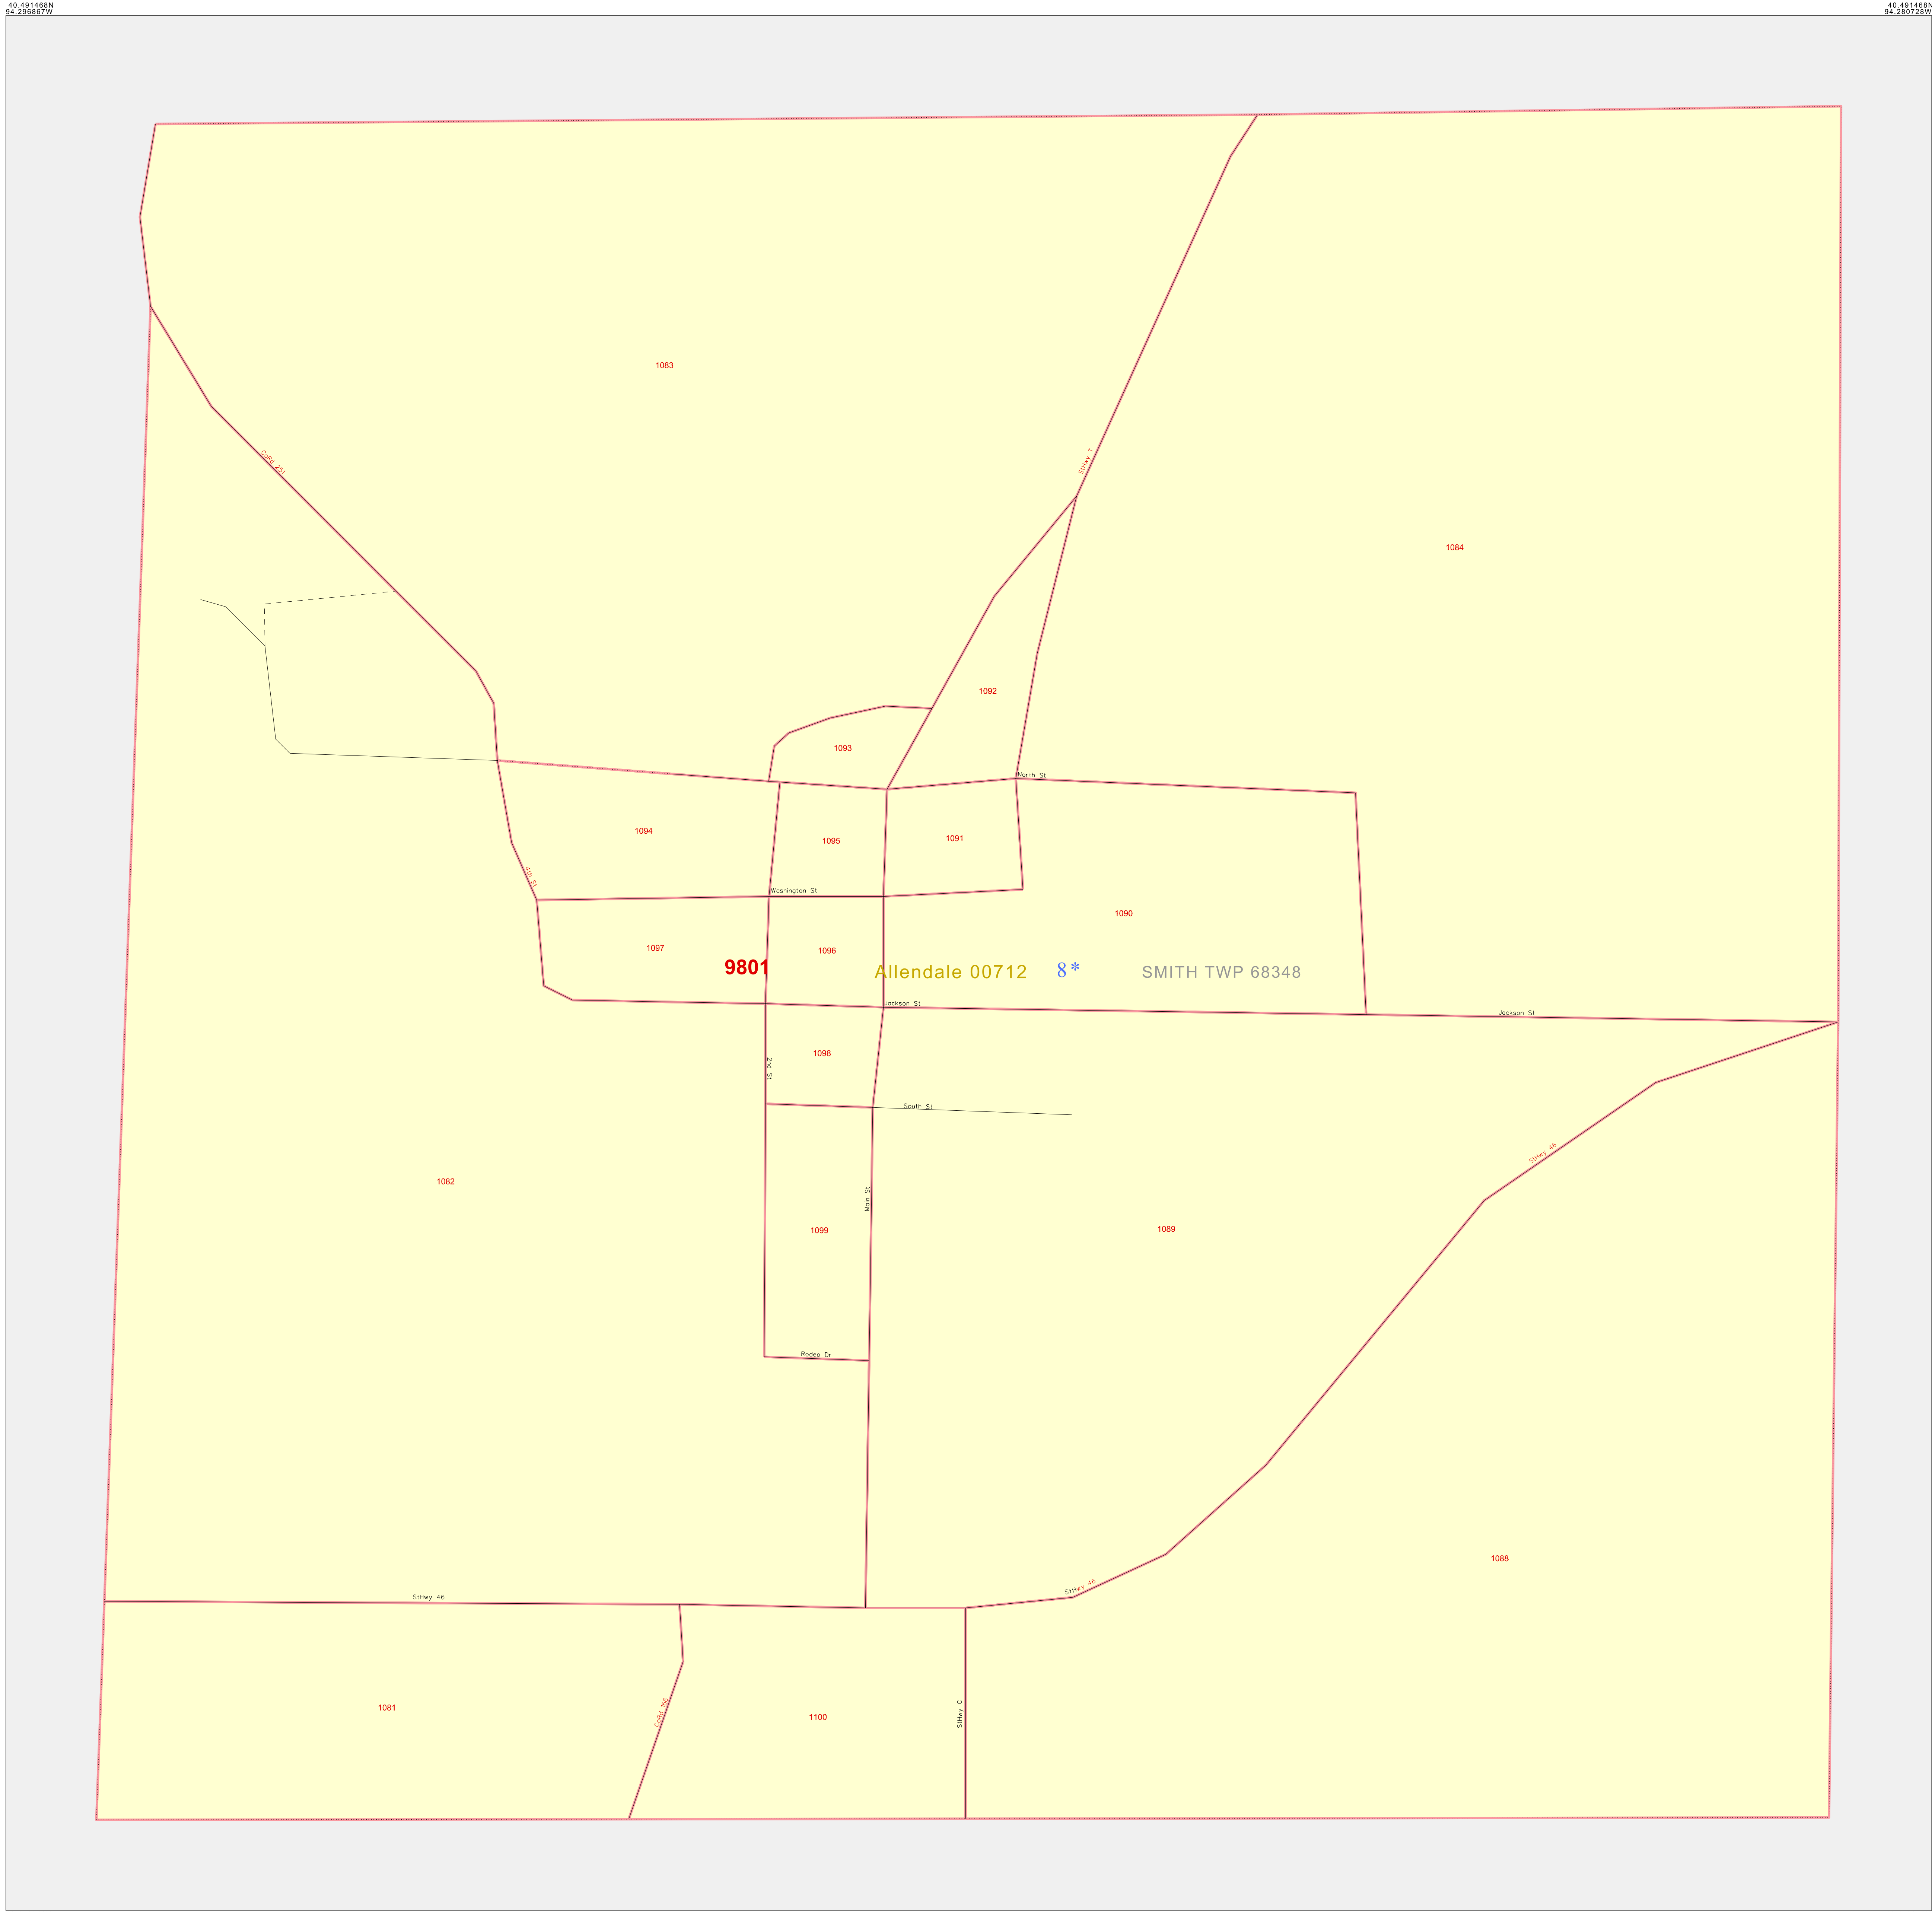 40.491468N
94.296867W
40.491468N
94.280728W
1083
CoRd 251
StHwy T
1084
1092
1093
North St
1094
1095
1091
4th St
Washington St
1090
1097
1096
9801
Allendale 00712
8*
SMITH TWP 68348
Jackson St
Jackson St
1098
2nd St
South St
StHwy 46
1082
Main St
1099
1089
Rodeo Dr
1088
StHwy 46
StHwy 46
1081
CoRd 166
StHwy C
1100